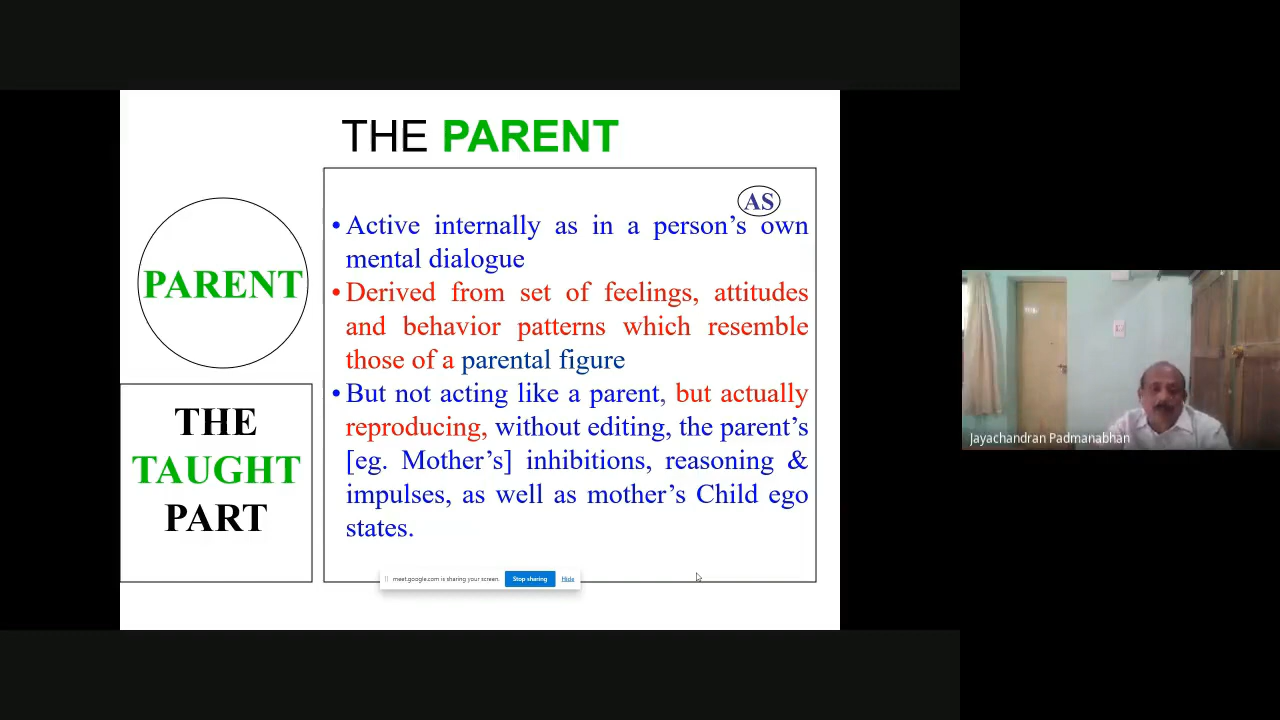 THE PARENT
AS
• Active internally as in a person’s own
mental dialogue
• Derived from set of feelings, attitudes
and behavior patterns which resemble
those of a parental figure
• But not acting like a parent, but actually
reproducing, without editing, the parent’s
[eg. Mother’s] inhibitions, reasoning &
impulses, as well as mother’s Child ego
states.
PARENT
THE
TAUGHT
PART
meet.google.com is sharing your screen.
Stop sharing
Hide
Jayachandran Padmanabhan